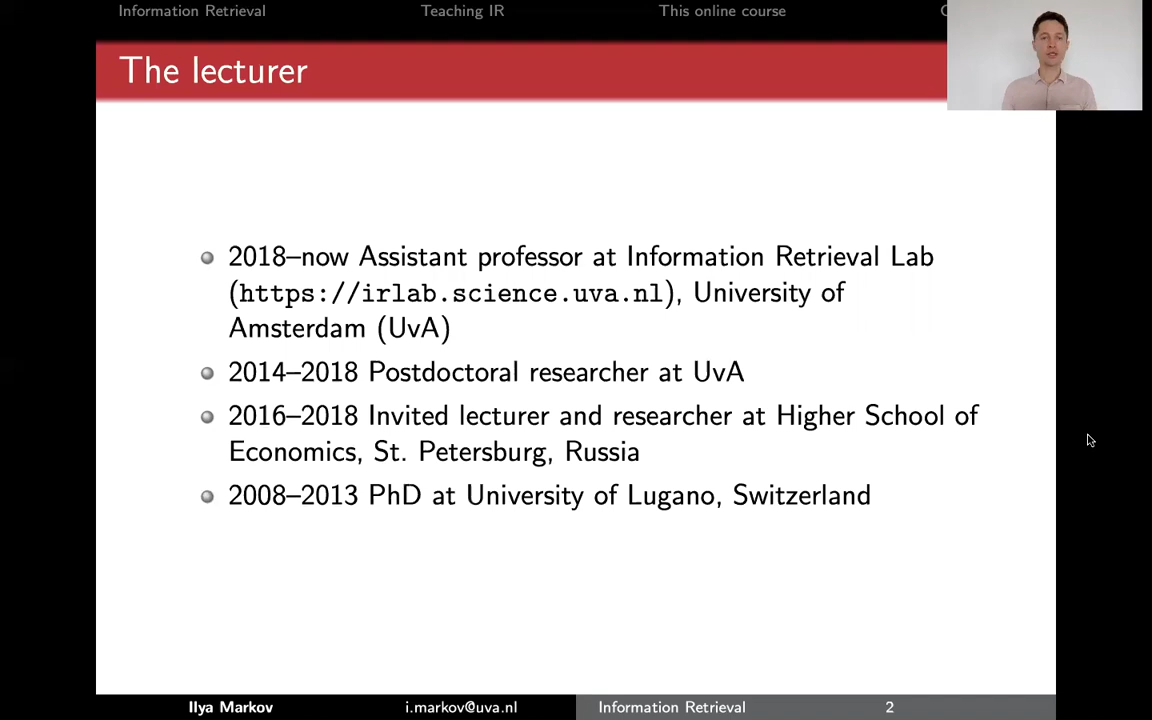 Information Retrieval Teaching IR This online course
The lecturer
2018–now Assistant professor at Information Retrieval Lab
(https://irlab.science.uva.nl), University of
Amsterdam (UvA)
2014–2018 Postdoctoral researcher at UvA
2016–2018 Invited lecturer and researcher at Higher School of
Economics, St. Petersburg, Russia
2008–2013 PhD at University of Lugano, Switzerland
Ilya Markov i.markov@uva.nl Information Retrieval 2